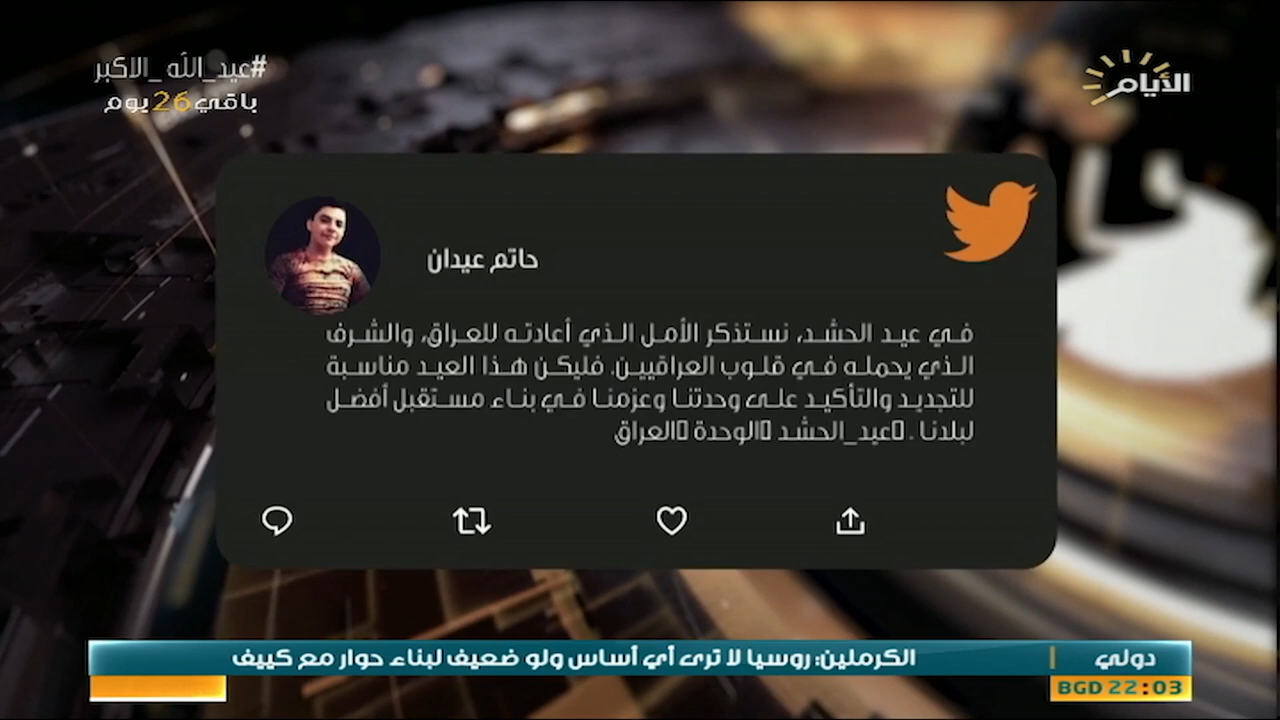 #عيد_الله_الاكبر
باقي 26 يوم
الأيام
حاتم عيدان
في عيد الحشد، نستذكر الأمل الذي أعادته للعراق، والشرف
الذي يحمله في قلوب العراقيين. فليكن هذا العيد مناسبة
للتجديد والتأكيد على وحدتنا وعزمنا في بناء مستقبل أفضل
لبلدنا . عيد_الحشد الوحدة العراق
دولي
الكرملين: روسيا لا ترى أي أساس ولو ضعيف لبناء حوار مع كييف
BGD 22:03